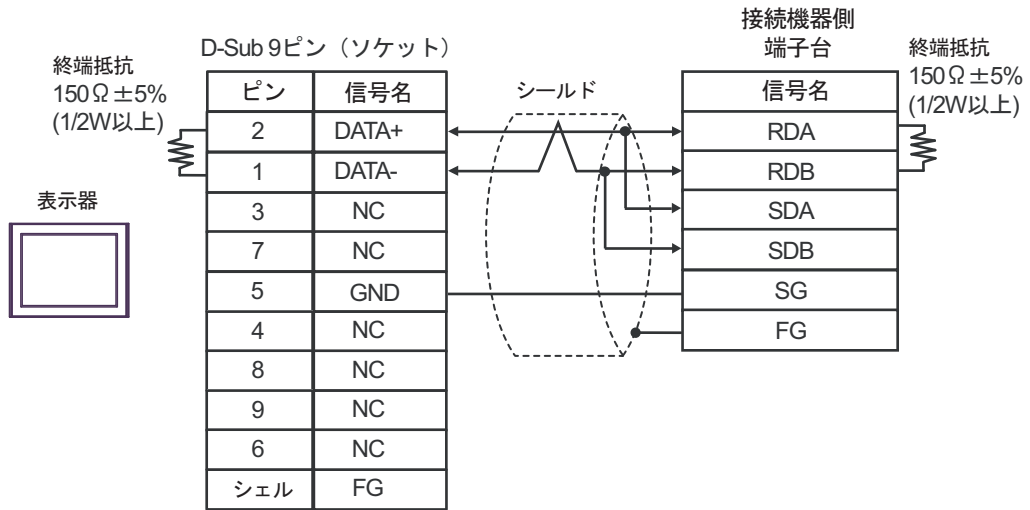 接続機器側
端子台
D-Sub 9ピン（ソケット）
終端抵抗
150Ω±5%
(1/2W以上)
終端抵抗
150Ω±5%
(1/2W以上)
シールド
表示器
ピン 信号名
2 DATA+
1 DATA-
3 NC
7 NC
5 GND
4 NC
8 NC
9 NC
6 NC
シェル FG
信号名
RDA
RDB
SDA
SDB
SG
FG